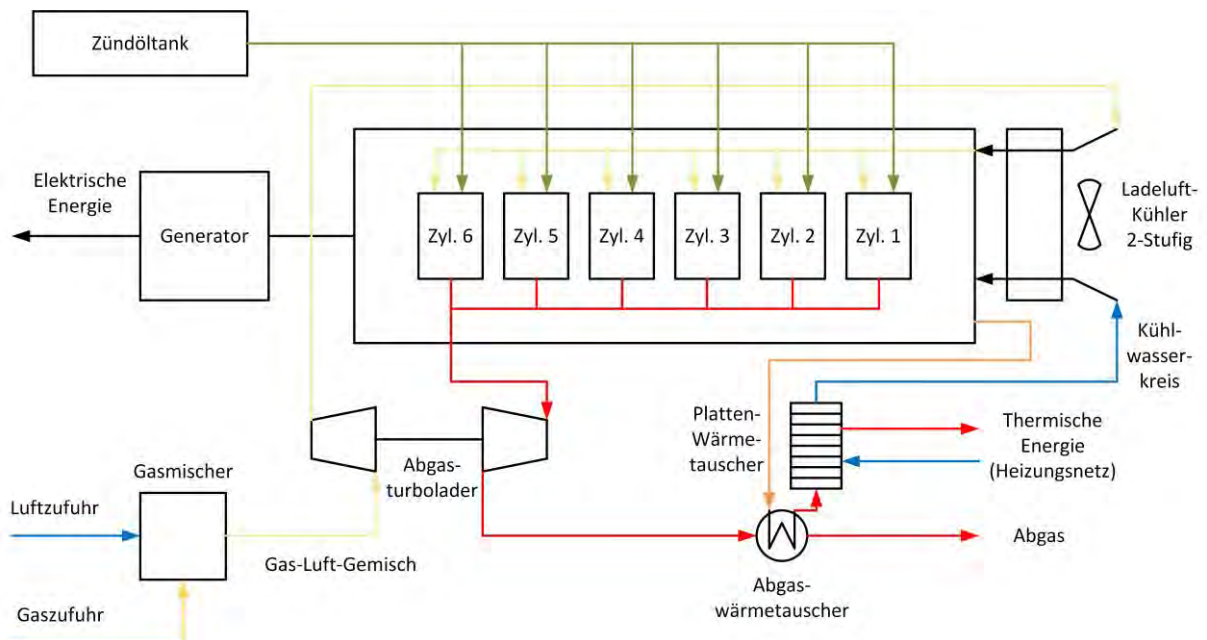 Zündöltank
Elektrische
Energie
Generator
Zyl. 6
Zyl. 5
Zyl. 4
Zyl. 3
Zyl. 2
Zyl. 1
Ladeluft-
Kühler
2-Stufig
Kühl-
wasser-
kreis
Platten-
Wärme-
tauscher
Thermische
Energie
(Heizungsnetz)
Gasmischer
Abgas-
turbolader
Luftzufuhr
Gas-Luft-Gemisch
Abgas
Abgas-
wärmetauscher
Gaszufuhr